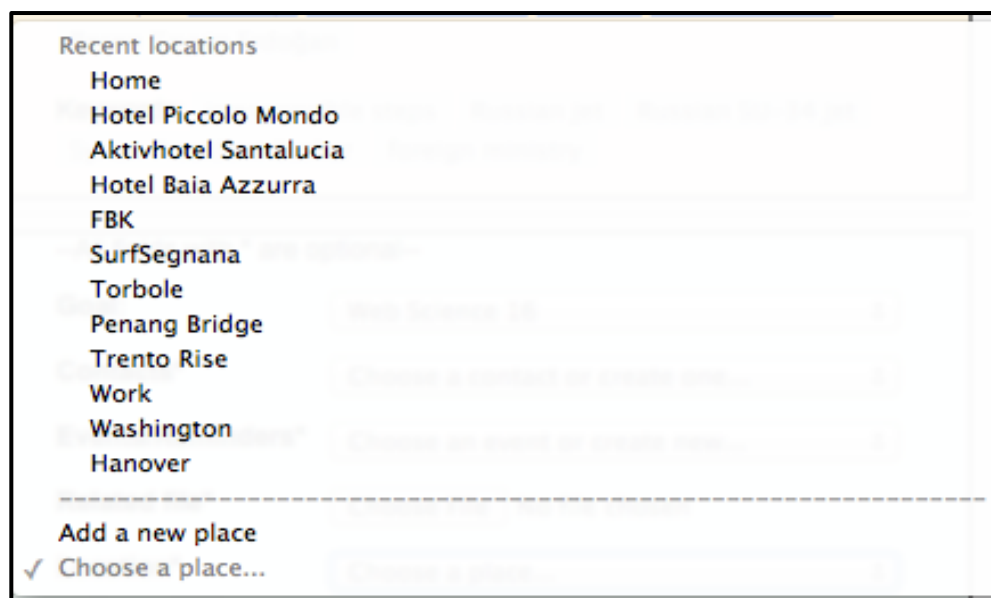 Recent locations
Home
Hotel Piccolo Mondo
Aktivhotel Santalucia
Hotel Baia Azzurra
FBK
SurfSegnana
Torbole
Penang Bridge
Trento Rise
Work
Washington
Hanover
Add a new place
✓ Choose a place...